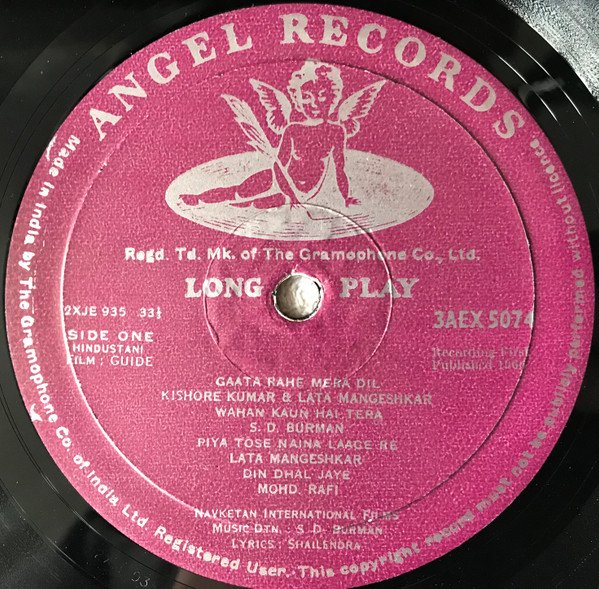 ANGEL RECORDS
Regd. Td. Mk. of The Gramophone Co., Ltd.
LONG PLAY
2XJE 935 33⅓
3AEX 5074
SIDE ONE
HINDUSTANI
FILM : GUIDE
Recording First
Published
GAATA RAHE MERA DIL
KISHORE KUMAR & LATA MANGESHKAR
WAHAN KAUN HAI TERA
S. D. BURMAN
PIYA TOSE NAINA LAAGE RE
LATA MANGESHKAR
DIN DHAL JAYE
MOHD. RAFI
NAVKETAN INTERNATIONAL FILMS
MUSIC DTN. : S. D. BURMAN
LYRICS : SHAILENDRA
Made in India by The Gramophone Co. of India Ltd. Registered User. This copyright record must not be publicly performed without licence